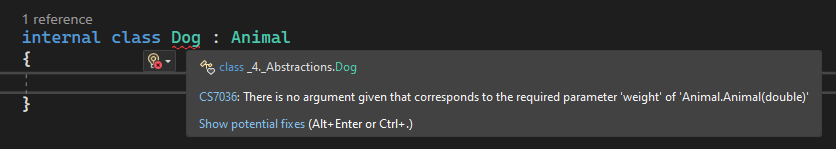 1 reference
internal class Dog : Animal
{
class _4._Abstractions.Dog
CS7036: There is no argument given that corresponds to the required parameter 'weight' of 'Animal.Animal(double)'
}
Show potential fixes (Alt+Enter or Ctrl+.)